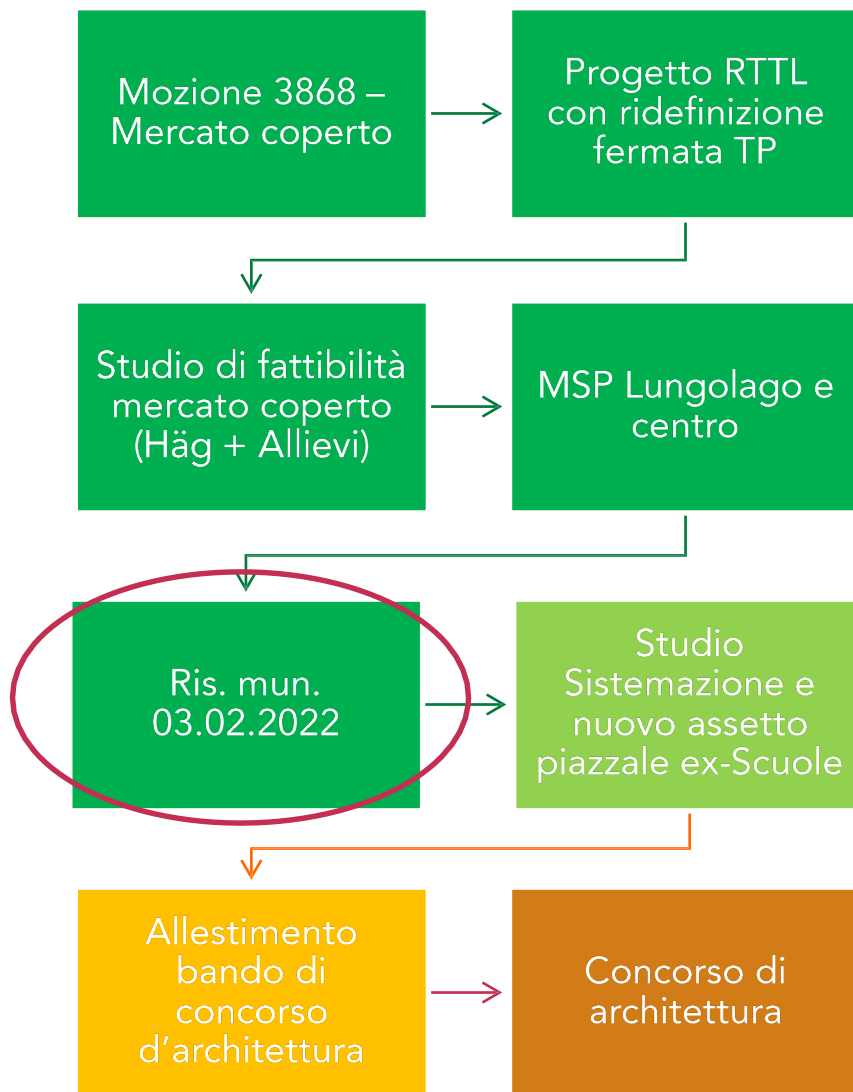 Mozione 3868 –
Mercato coperto
Progetto RTTL
con ridefinizione
fermata TP
Studio di fattibilità
mercato coperto
(Häg + Allievi)
MSP Lungolago e
centro
Ris. mun.
03.02.2022
Studio
Sistemazione e
nuovo assetto
piazzale ex-Scuole
Allestimento
bando di
concorso
d’architettura
Concorso di
architettura